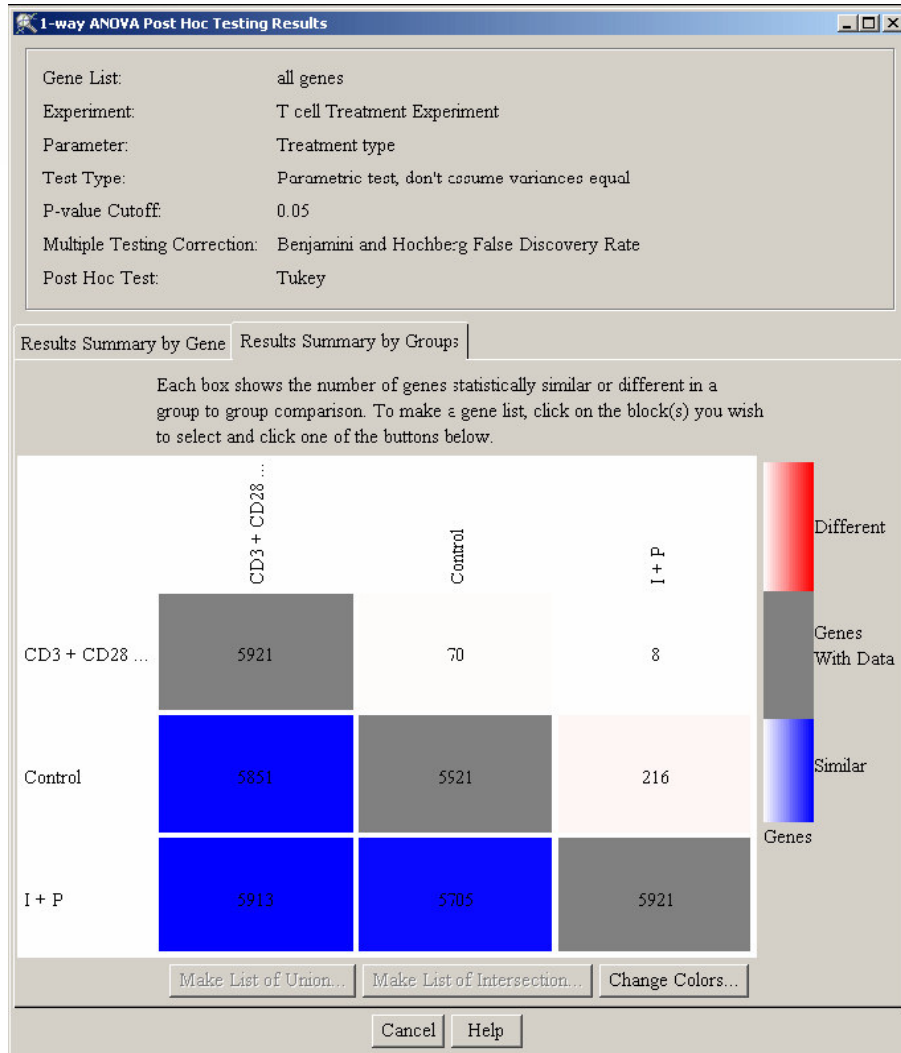 1-way ANOVA Post Hoc Testing Results
Gene List: all genes
Experiment: T cell Treatment Experiment
Parameter: Treatment type
Test Type: Parametric test, don't assume variances equal
P-value Cutoff: 0.05
Multiple Testing Correction: Benjamini and Hochberg False Discovery Rate
Post Hoc Test: Tukey
Results Summary by Gene Results Summary by Groups
Each box shows the number of genes statistically similar or different in a
group to group comparison. To make a gene list, click on the block(s) you wish
to select and click one of the buttons below.
CD3 + CD28 ... Control I + P
Different
Genes
With Data
Similar
Genes
CD3 + CD28 ... 5921 70 8
Control 5851 5921 216
I + P 5913 5705 5921
Make List of Union... Make List of Intersection... Change Colors...
Cancel Help